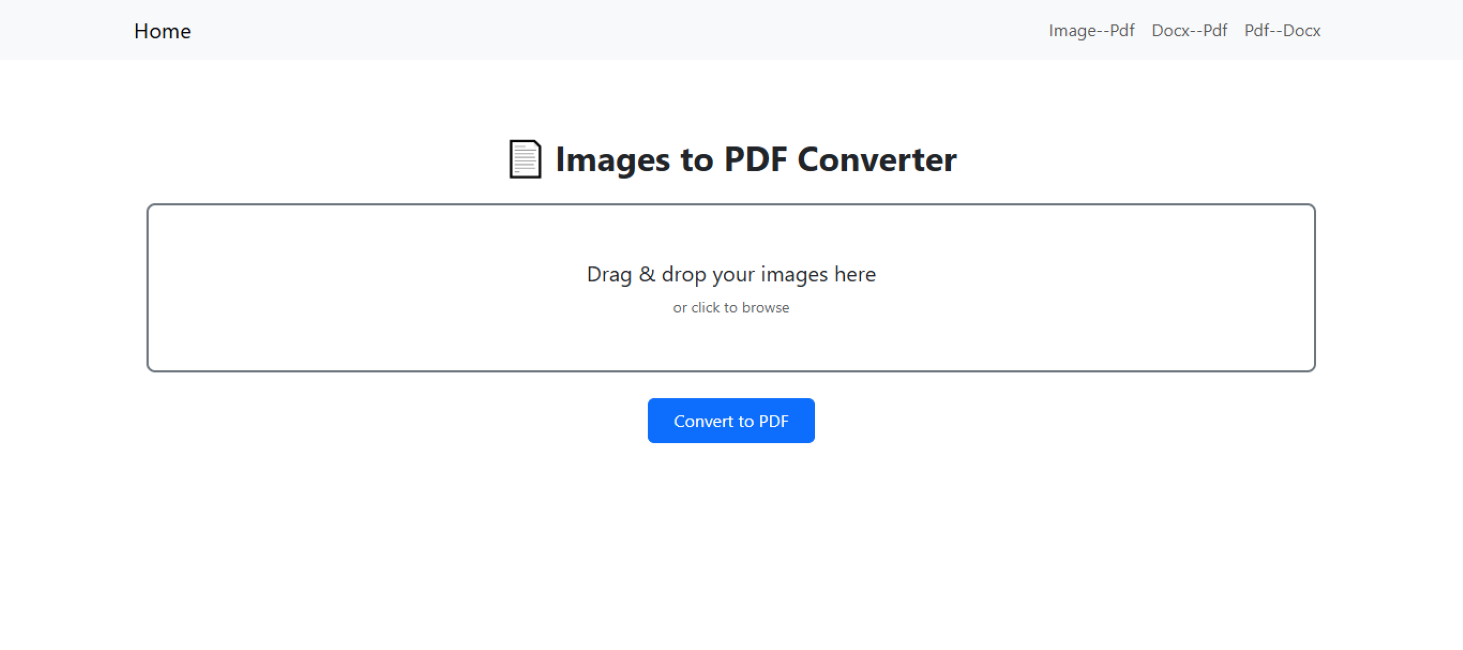 Home Image--Pdf Docx--Pdf Pdf--Docx
Images to PDF Converter
Drag & drop your images here
or click to browse
Convert to PDF